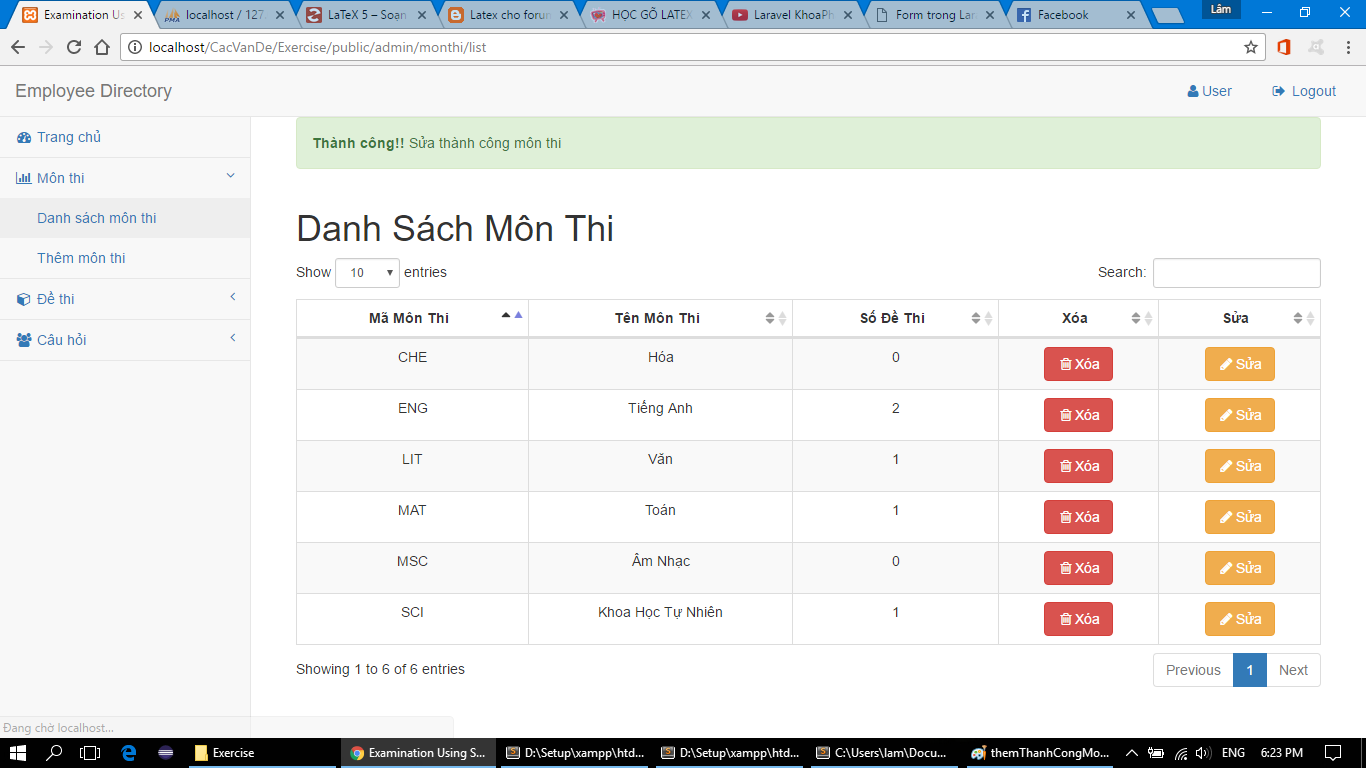 Examination Us
localhost / 127.
LaTeX 5 – Soạn
Latex cho forun
HỌC GÕ LATEX
Laravel KhoaPh
Form trong Lar
Facebook
Lâm
localhost/CacVanDe/Exercise/public/admin/monthi/list
Employee Directory
User
Logout
Trang chủ
Môn thi
Danh sách môn thi
Thêm môn thi
Đề thi
Câu hỏi
Thành công!! Sửa thành công môn thi
Danh Sách Môn Thi
Show 10 entries
Search:
Mã Môn Thi Tên Môn Thi Số Đề Thi Xóa Sửa
CHE Hóa 0 Xóa Sửa
ENG Tiếng Anh 2 Xóa Sửa
LIT Văn 1 Xóa Sửa
MAT Toán 1 Xóa Sửa
MSC Âm Nhạc 0 Xóa Sửa
SCI Khoa Học Tự Nhiên 1 Xóa Sửa
Showing 1 to 6 of 6 entries
Previous 1 Next
Đang chờ localhost...
Exercise
Examination Using S...
D:\Setup\xampp\htd...
D:\Setup\xampp\htd...
C:\Users\lam\Docu...
themThanhCongMo...
ENG
6:23 PM